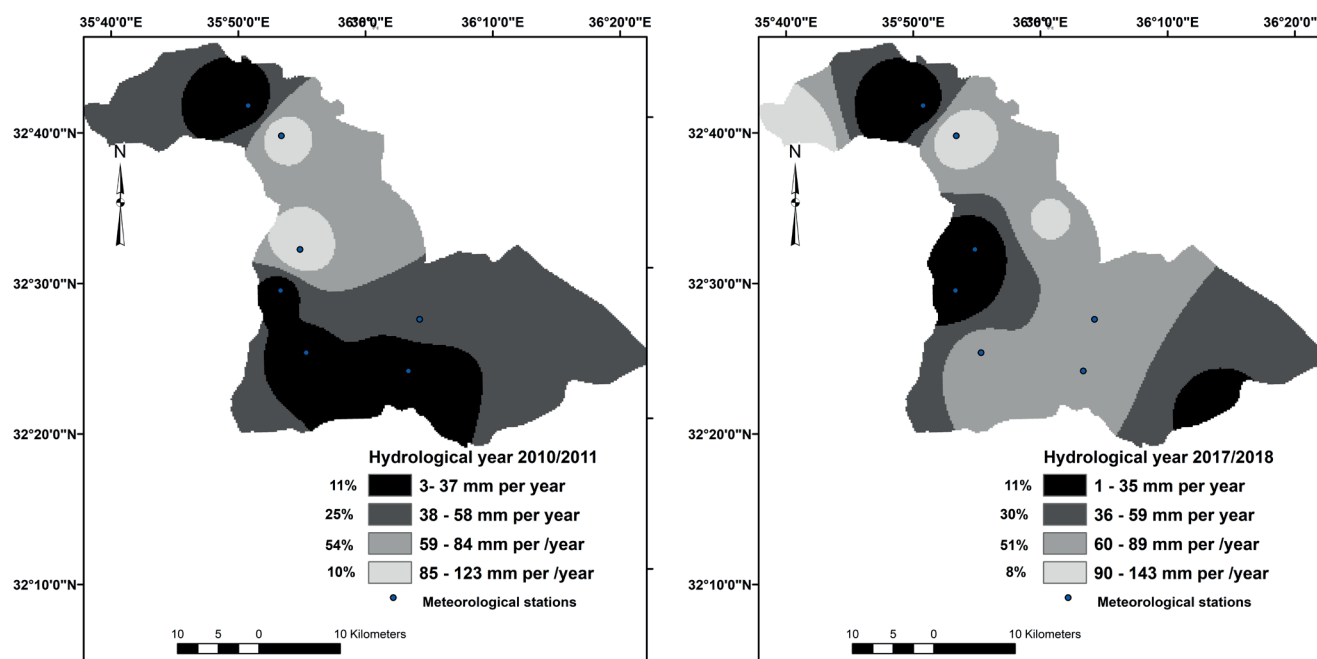 35°40'0"E 35°50'0"E 36°0'0"E 36°10'0"E 36°20'0"E
32°40'0"N
N
32°30'0"N
32°20'0"N
32°10'0"N
Hydrological year 2010/2011
11% 3- 37 mm per year
25% 38 - 58 mm per year
54% 59 - 84 mm per /year
10% 85 - 123 mm per /year
Meteorological stations
10 5 0 10 Kilometers
35°40'0"E 35°50'0"E 36°0'0"E 36°10'0"E 36°20'0"E
32°40'0"N
N
32°30'0"N
32°20'0"N
32°10'0"N
Hydrological year 2017/2018
11% 1 - 35 mm per year
30% 36 - 59 mm per year
51% 60 - 89 mm per /year
8% 90 - 143 mm per /year
Meteorological stations
10 5 0 10 Kilometers